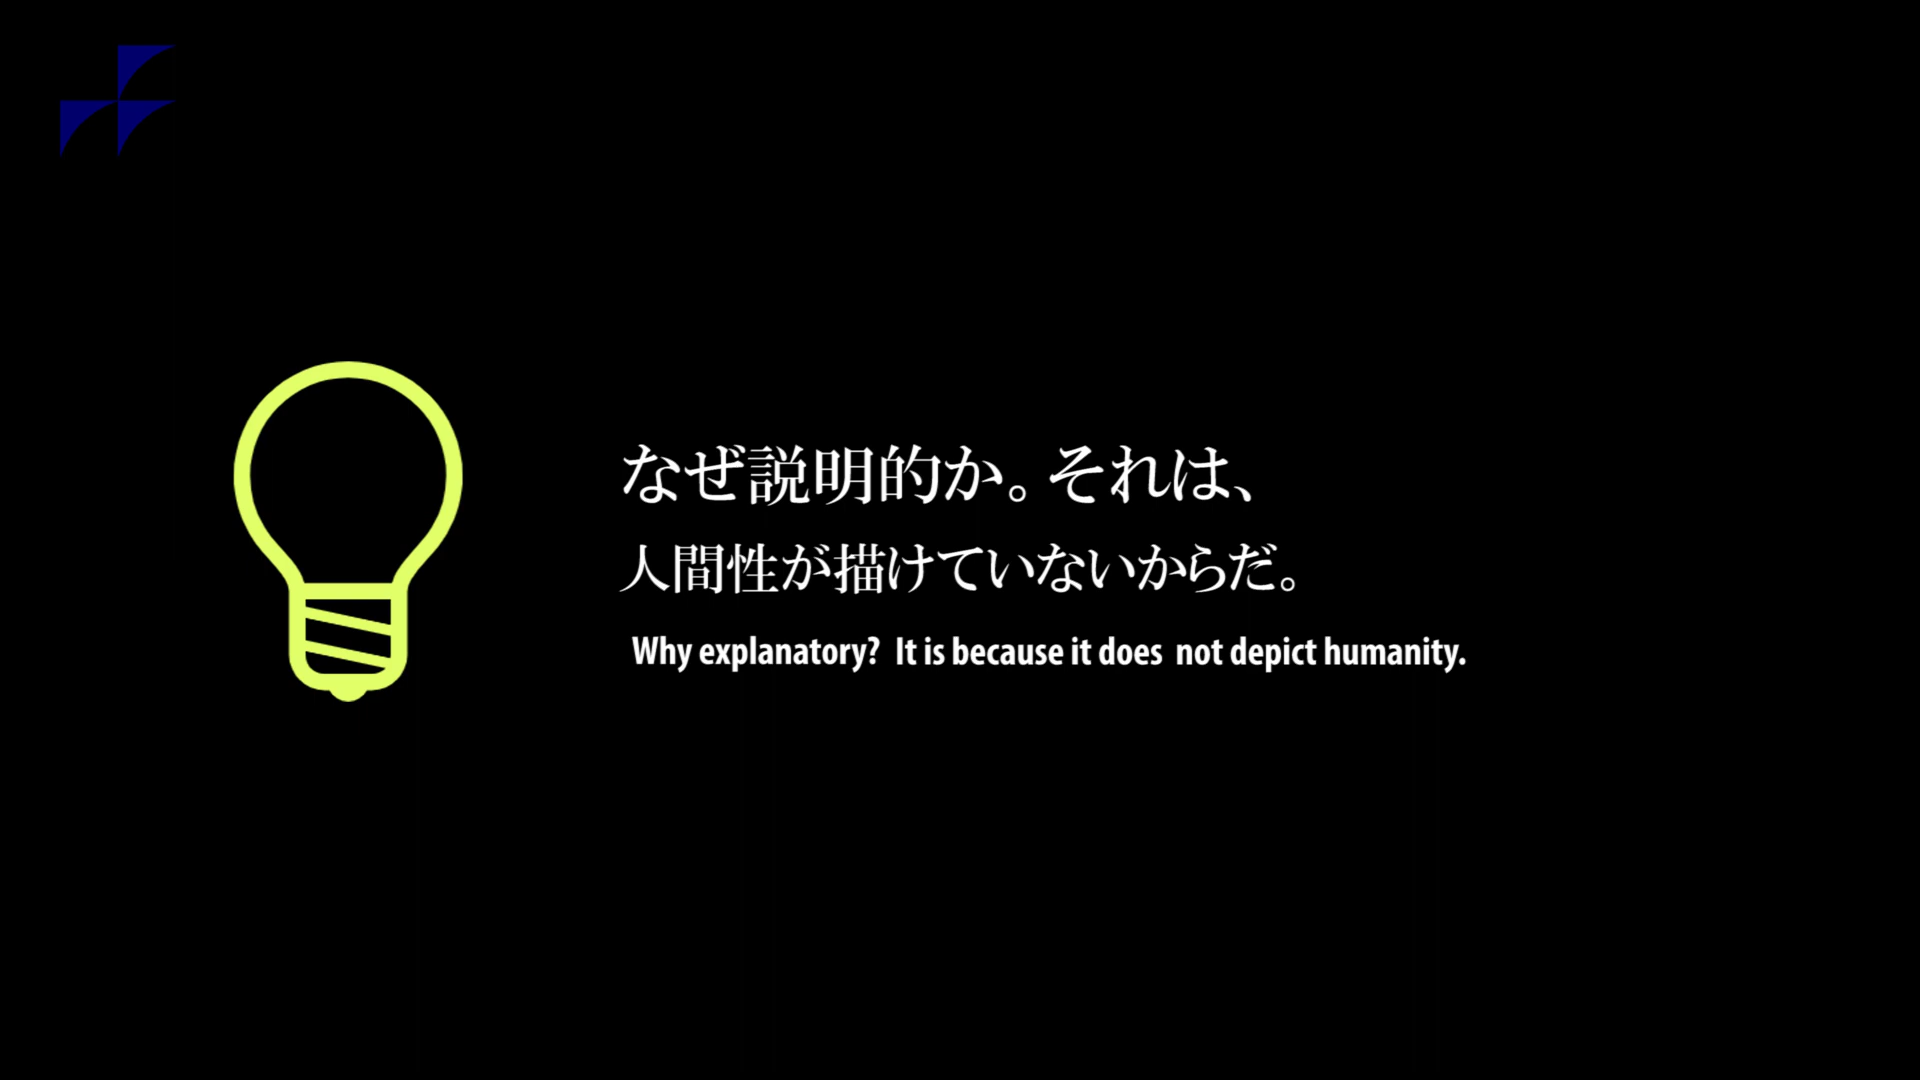 なぜ説明的か。それは、
人間性が描けていないからだ。
Why explanatory? It is because it does not depict humanity.